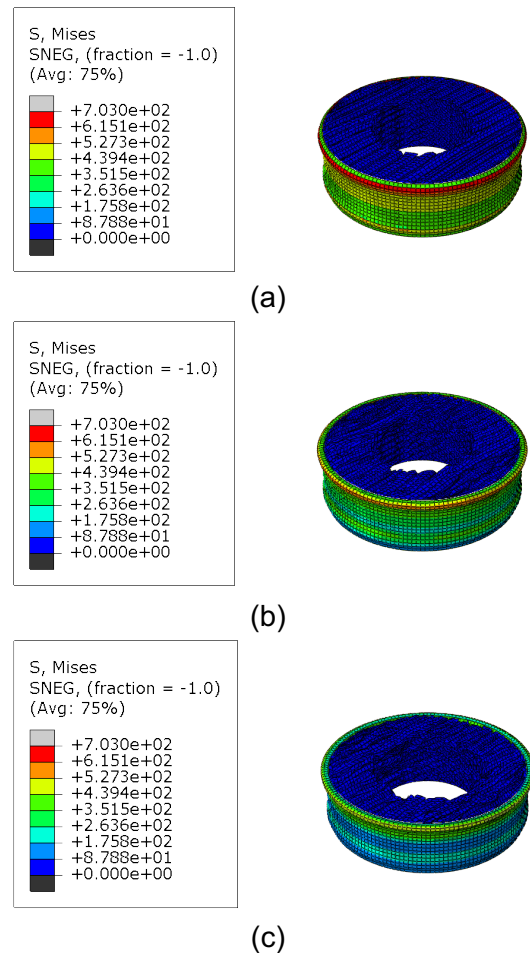 S, Mises
SNEG, (fraction = -1.0)
(Avg: 75%)
+7.030e+02
+6.151e+02
+5.273e+02
+4.394e+02
+3.515e+02
+2.636e+02
+1.758e+02
+8.788e+01
+0.000e+00
(a)
S, Mises
SNEG, (fraction = -1.0)
(Avg: 75%)
+7.030e+02
+6.151e+02
+5.273e+02
+4.394e+02
+3.515e+02
+2.636e+02
+1.758e+02
+8.788e+01
+0.000e+00
(b)
S, Mises
SNEG, (fraction = -1.0)
(Avg: 75%)
+7.030e+02
+6.151e+02
+5.273e+02
+4.394e+02
+3.515e+02
+2.636e+02
+1.758e+02
+8.788e+01
+0.000e+00
(c)